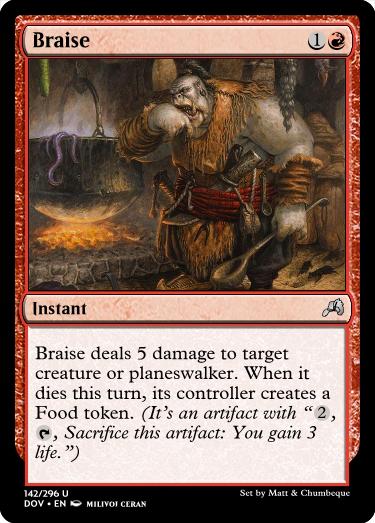 Braise 1
Instant
Braise deals 5 damage to target
creature or planeswalker. When it
dies this turn, its controller creates a
Food token. (It's an artifact with “2,
, Sacrifice this artifact: You gain 3
life.”)
142/296 U
DOV • EN MILIVOJ CERAN
Set by Matt & Chumbeque